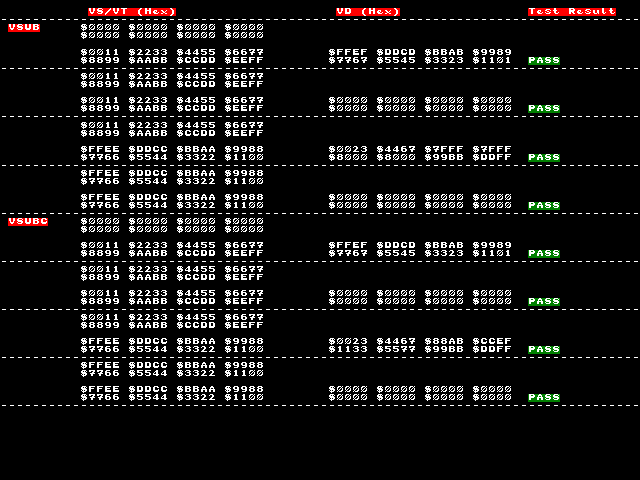 VS/VT (Hex) VD (Hex) Test Result
VSUB $0000 $0000 $0000 $0000
$0000 $0000 $0000 $0000
$0011 $2233 $4455 $6677 $FFEF $DDCD $BBAB $9989
$8899 $AABB $CCDD $EEFF $7767 $5545 $3323 $1101 PASS
$0011 $2233 $4455 $6677
$8899 $AABB $CCDD $EEFF
$0011 $2233 $4455 $6677 $0000 $0000 $0000 $0000
$8899 $AABB $CCDD $EEFF $0000 $0000 $0000 $0000 PASS
$0011 $2233 $4455 $6677
$8899 $AABB $CCDD $EEFF
$FFEE $DDCC $BBAA $9988 $0023 $4467 $7FFF $7FFF
$7766 $5544 $3322 $1100 $8000 $8000 $99BB $DDFF PASS
$FFEE $DDCC $BBAA $9988
$7766 $5544 $3322 $1100
$FFEE $DDCC $BBAA $9988 $0000 $0000 $0000 $0000
$7766 $5544 $3322 $1100 $0000 $0000 $0000 $0000 PASS
VSUBC $0000 $0000 $0000 $0000
$0000 $0000 $0000 $0000
$0011 $2233 $4455 $6677 $FFEF $DDCD $BBAB $9989
$8899 $AABB $CCDD $EEFF $7767 $5545 $3323 $1101 PASS
$0011 $2233 $4455 $6677
$8899 $AABB $CCDD $EEFF
$0011 $2233 $4455 $6677 $0000 $0000 $0000 $0000
$8899 $AABB $CCDD $EEFF $0000 $0000 $0000 $0000 PASS
$0011 $2233 $4455 $6677
$8899 $AABB $CCDD $EEFF
$FFEE $DDCC $BBAA $9988 $0023 $4467 $88AB $CCEF
$7766 $5544 $3322 $1100 $1133 $5577 $99BB $DDFF PASS
$FFEE $DDCC $BBAA $9988
$7766 $5544 $3322 $1100
$FFEE $DDCC $BBAA $9988 $0000 $0000 $0000 $0000
$7766 $5544 $3322 $1100 $0000 $0000 $0000 $0000 PASS